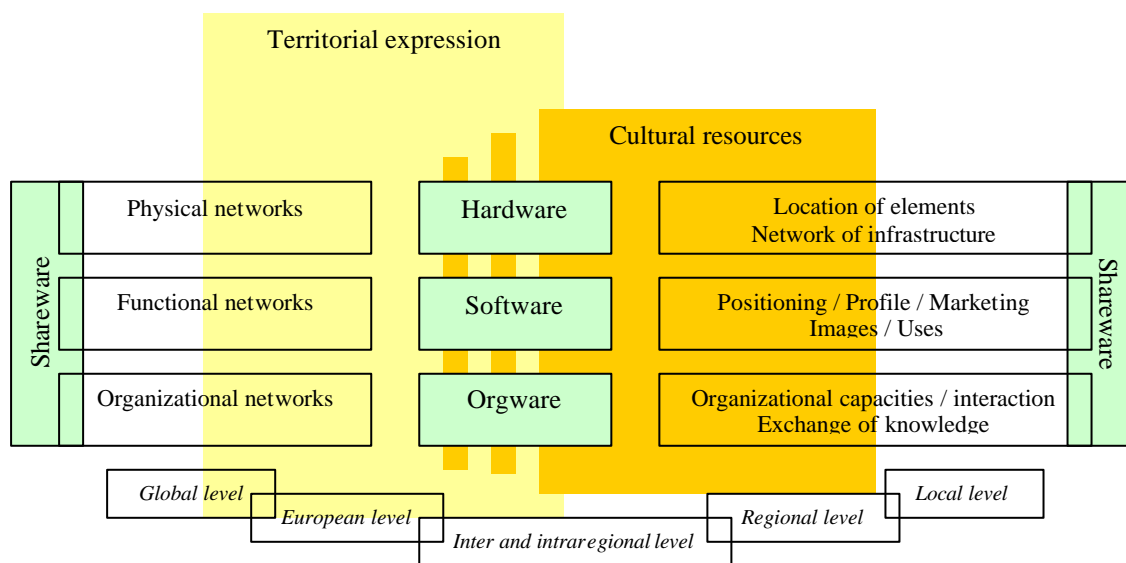 Territorial expression
Cultural resources
Shareware
Physical networks
Hardware
Location of elements
Network of infrastructure
Shareware
Functional networks
Software
Positioning / Profile / Marketing
Images / Uses
Organizational networks
Orgware
Organizational capacities / interaction
Exchange of knowledge
Global level
Local level
European level
Regional level
Inter and intraregional level